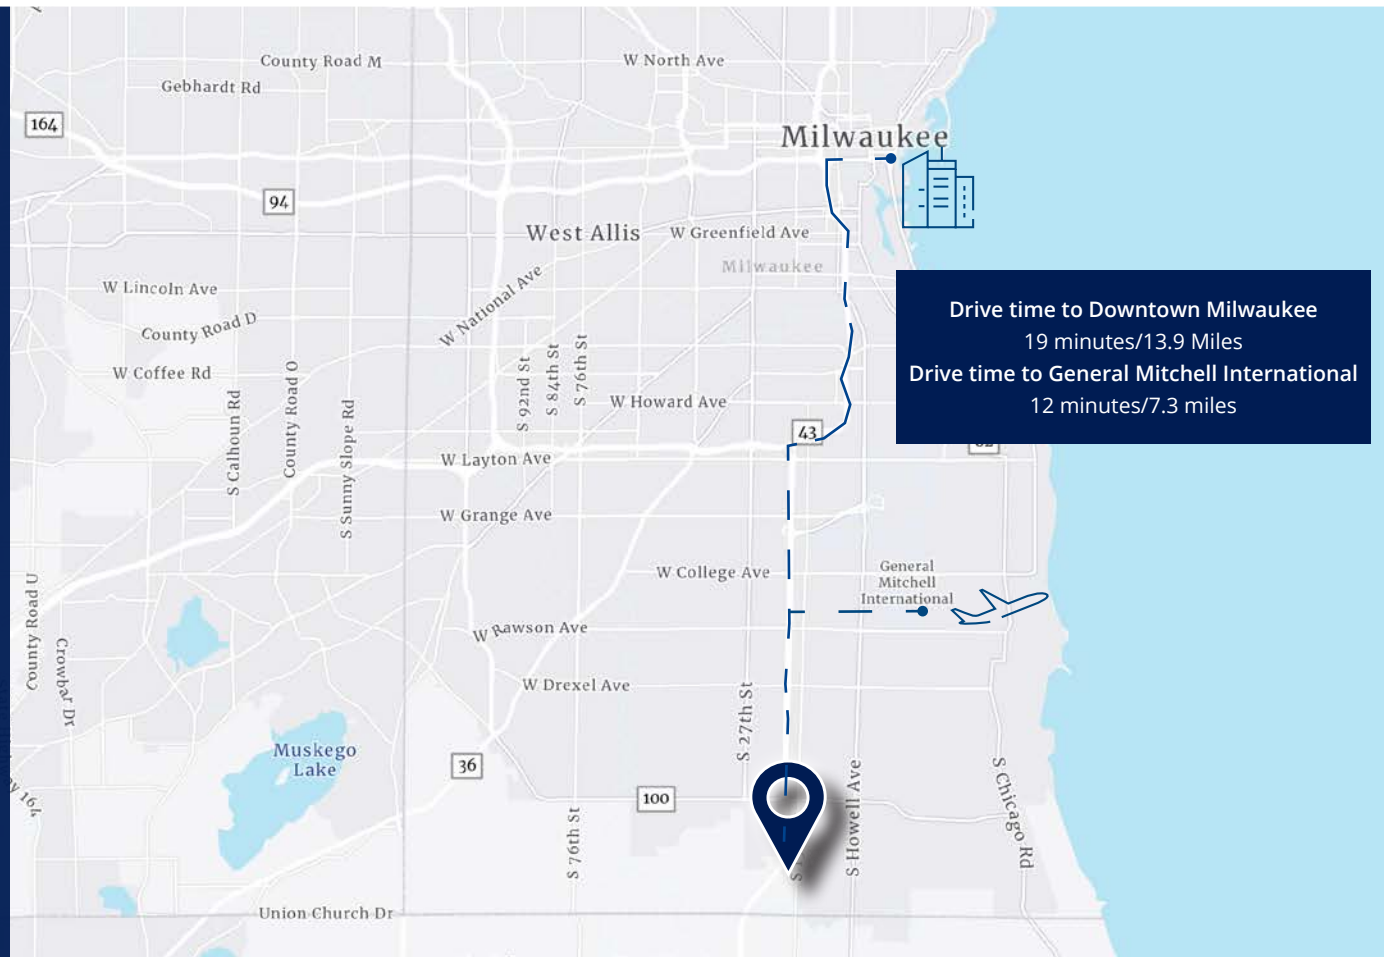 County Road M
W North Ave
Gebhardt Rd
164
Milwaukee
94
West Allis
W Greenfield Ave
Milwaukee
W Lincoln Ave
W National Ave
County Road D
Drive time to Downtown Milwaukee
19 minutes/13.9 Miles
Drive time to General Mitchell International
12 minutes/7.3 miles
W Coffee Rd
S Calhoun Rd
County Road O
S Sunny Slope Rd
S 92nd St
S 84th St
S 76th St
W Howard Ave
43
W Layton Ave
W Grange Ave
W College Ave
General
Mitchell
International
County Road U
Crowbar Dr
W Rawson Ave
W Drexel Ave
S 27th St
Muskego
Lake
36
100
S 76th St
S Howell Ave
S Chicago Rd
164
Union Church Dr